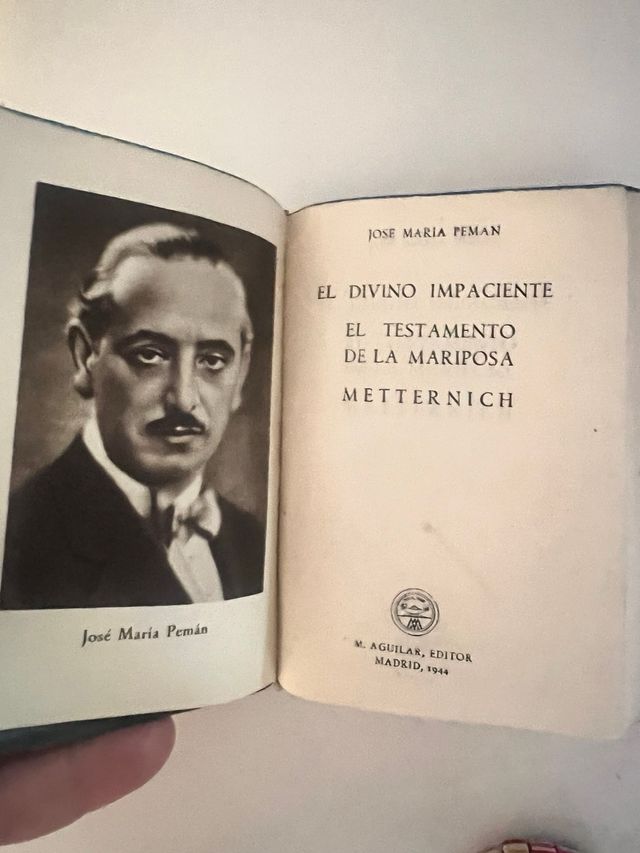 José María Pemán
JOSE MARIA PEMAN
EL DIVINO IMPACIENTE
EL TESTAMENTO
DE LA MARIPOSA
METTERNICH
M. AGUILAR, EDITOR
MADRID, 1944